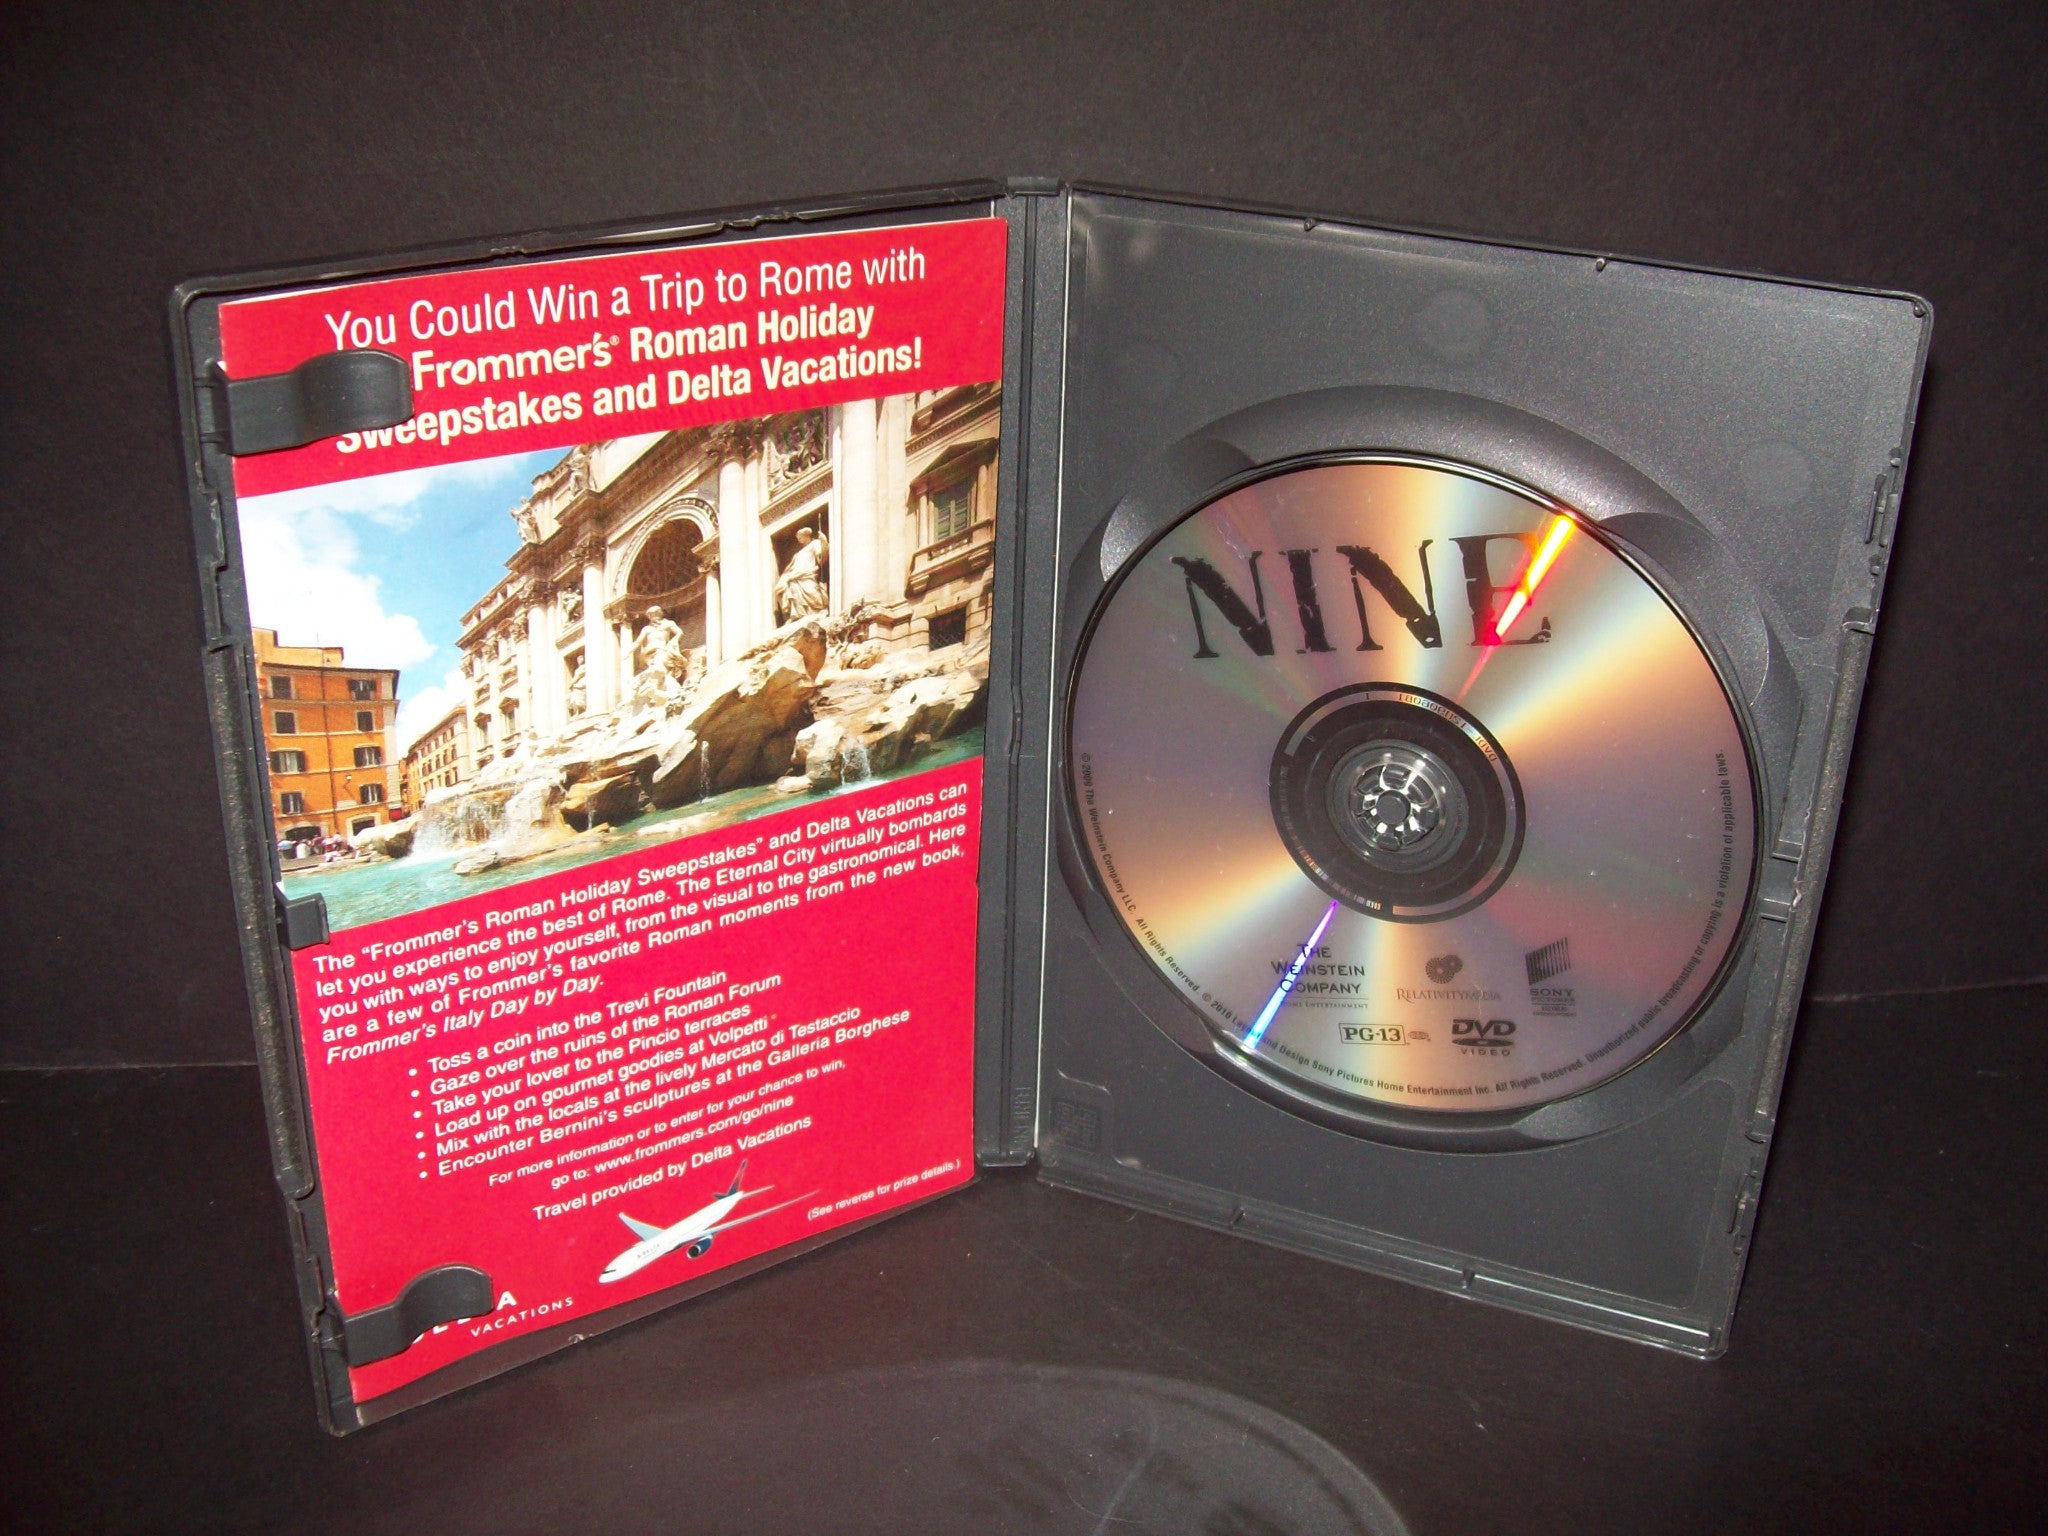 You Could Win a Trip to Rome with
Frommer's® Roman Holiday
Sweepstakes and Delta Vacations!
The “Frommer's Roman Holiday Sweepstakes” and Delta Vacations can
let you experience the best of Rome. The Eternal City virtually bombards
you with ways to enjoy yourself, from the visual to the gastronomical. Here
are a few of Frommer's favorite Roman moments from the new book,
Frommer's Italy Day by Day.
• Toss a coin into the Trevi Fountain
• Gaze over the ruins of the Roman Forum
• Take your lover to the Pincio terraces
• Load up on gourmet goodies at Volpetti
• Mix with the locals at the lively Mercato di Testaccio
• Encounter Bernini's sculptures at the Galleria Borghese
For more information or to enter for your chance to win,
go to: www.frommers.com/go/nine
Travel provided by Delta Vacations
(See reverse for prize details.)
VACATIONS
NINE
THE
WEINSTEIN
COMPANY
HOME ENTERTAINMENT
RELATIVITYMEDIA
SONY
PICTURES
PG-13
DVD
VIDEO
© 2009 The Weinstein Company LLC. All Rights Reserved. © 2010 Layout and Design Sony Pictures Home Entertainment Inc. All Rights Reserved. Unauthorized public broadcasting or copying is a violation of applicable laws.